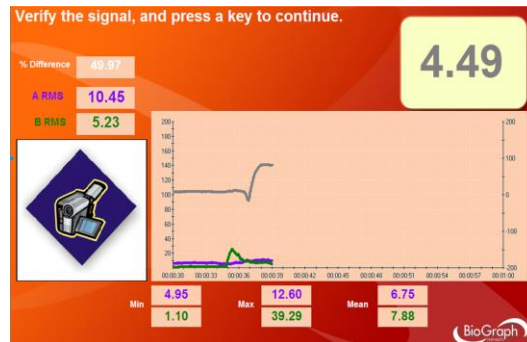 Verify the signal, and press a key to continue.
4.49
% Difference 49.97
A RMS 10.45
B RMS 5.23
200 200
180
160
140
120 100
100 0
80
60
40 -100
20
-200
00:00:30 00:00:33 00:00:36 00:00:39 00:00:42 00:00:45 00:00:48 00:00:51 00:00:54 00:00:57 00:01:00
Min 4.95 Max 12.60 Mean 6.75
1.10 39.29 7.88
BioGraph